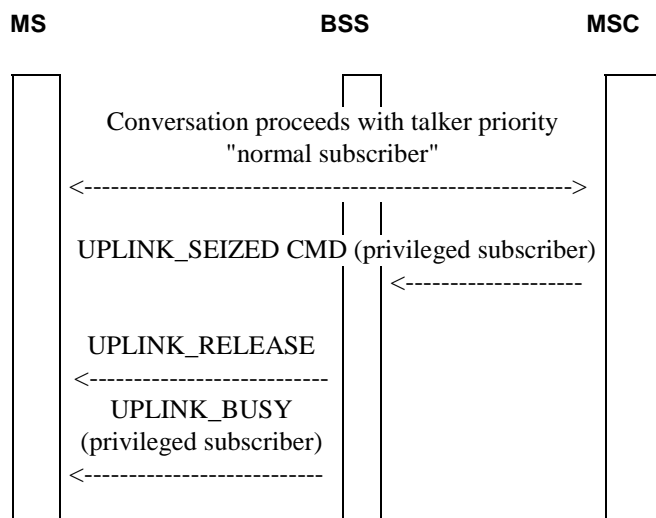 MS BSS MSC
Conversation proceeds with talker priority
"normal subscriber"
<------------------------------------------------------>
UPLINK_SEIZED CMD (privileged subscriber)
<-------------------
UPLINK_RELEASE
<--------------------------
UPLINK_BUSY
(privileged subscriber)
<--------------------------